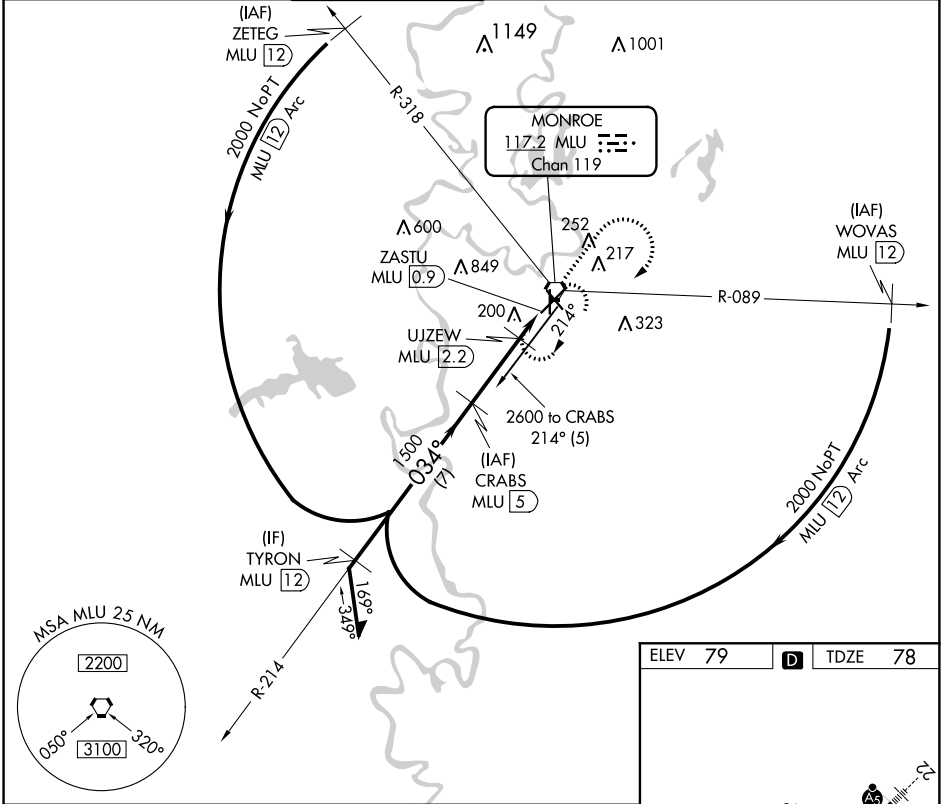 (IAF)
ZETEG
MLU 12
1149
1001
R-318
2000 NoPT
MLU 12 Arc
MONROE
117.2 MLU
Chan 119
(IAF)
WOVAS
MLU 12
600
252
217
ZASTU
MLU 0.9
849
R-089
200
214°
323
UJZEW
MLU 2.2
2600 to CRABS
214° (5)
1500
034°
(7)
(IAF)
CRABS
MLU 5
2000 NoPT
MLU 12 Arc
(IF)
TYRON
MLU 12
169°
349°
R-214
MSA MLU 25 NM
2200
050°
320°
3100
ELEV 79
D
TDZE 78
22
A5